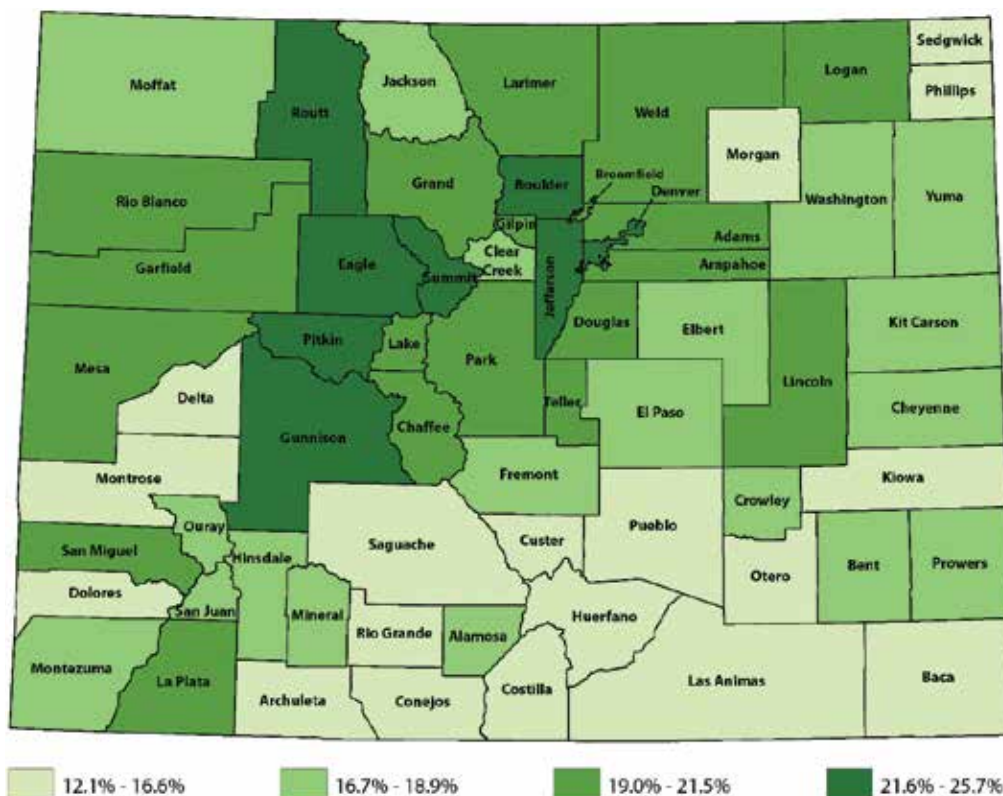 Sedgwick
Moffat
Jackson
Larimer
Logan
Phillips
Routt
Weld
Morgan
Boulder
Broomfield
Denver
Grand
Washington
Yuma
Rio Blanco
Gilpin
Adams
Clear
Creek
Garfield
Eagle
Summit
Arapahoe
Jefferson
Douglas
Elbert
Kit Carson
Pitkin
Lake
Park
Mesa
Lincoln
Delta
Teller
El Paso
Cheyenne
Chaffee
Gunnison
Montrose
Fremont
Kiowa
Crowley
Ouray
Pueblo
San Miguel
Hinsdale
Saguache
Custer
Otero
Bent
Prowers
Dolores
San Juan
Mineral
Huerfano
Rio Grande
Alamosa
Montezuma
La Plata
Las Animas
Baca
Archuleta
Conejos
Costilla
12.1% - 16.6%
16.7% - 18.9%
19.0% - 21.5%
21.6% - 25.7%